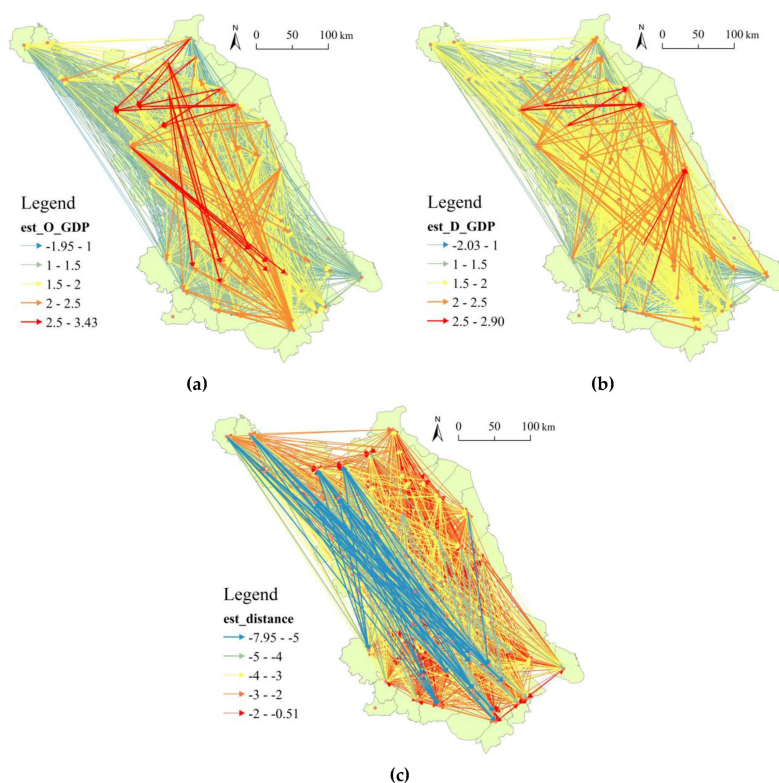 N
0 50 100 km
Legend
est_O_GDP
-1.95 - 1
1 - 1.5
1.5 - 2
2 - 2.5
2.5 - 3.43
(a)
N
0 50 100 km
Legend
est_D_GDP
-2.03 - 1
1 - 1.5
1.5 - 2
2 - 2.5
2.5 - 2.90
(b)
N
0 50 100 km
Legend
est_distance
-7.95 - -5
-5 - -4
-4 - -3
-3 - -2
-2 - -0.51
(c)